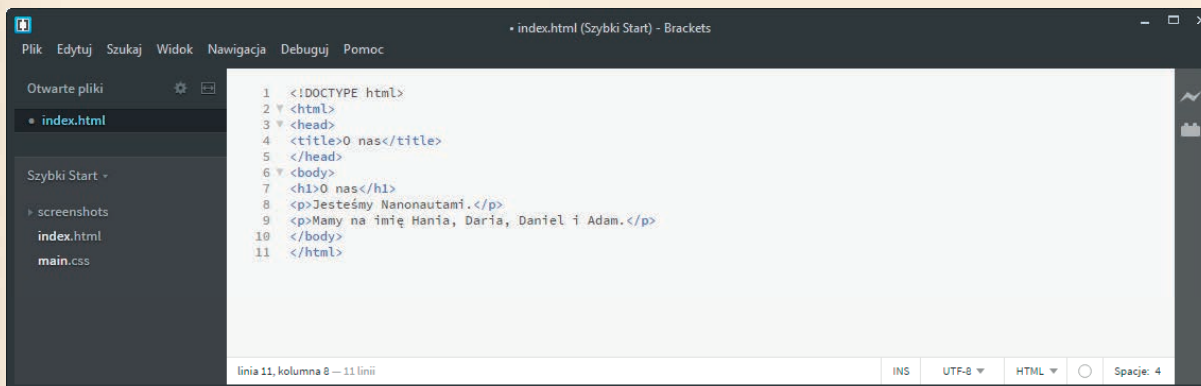 • index.html (Szybki Start) - Brackets
Plik Edytuj Szukaj Widok Nawigacja Debuguj Pomoc
Otwarte pliki
• index.html
Szybki Start
screenshots
index.html
main.css
1 <!DOCTYPE html>
2 <html>
3 <head>
4 <title>O nas</title>
5 </head>
6 <body>
7 <h1>O nas</h1>
8 <p>Jesteśmy Nanonautami.</p>
9 <p>Mamy na imię Hania, Daria, Daniel i Adam.</p>
10 </body>
11 </html>
linia 11, kolumna 8 — 11 linii INS UTF-8 HTML Spacje: 4